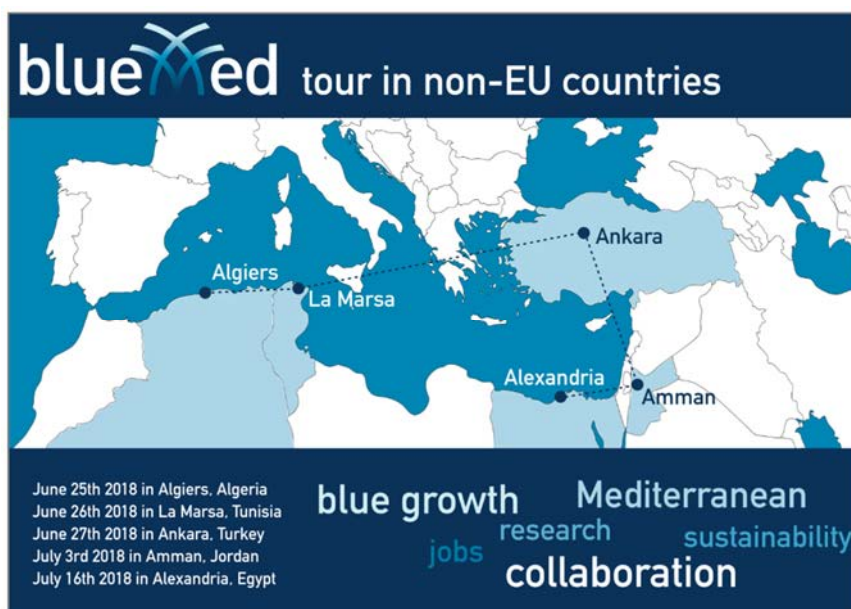 bluemed tour in non-EU countries
Ankara
Algiers
La Marsa
Alexandria
Amman
June 25th 2018 in Algiers, Algeria
June 26th 2018 in La Marsa, Tunisia
June 27th 2018 in Ankara, Turkey
July 3rd 2018 in Amman, Jordan
July 16th 2018 in Alexandria, Egypt
blue growth
Mediterranean
research
sustainability
jobs
collaboration